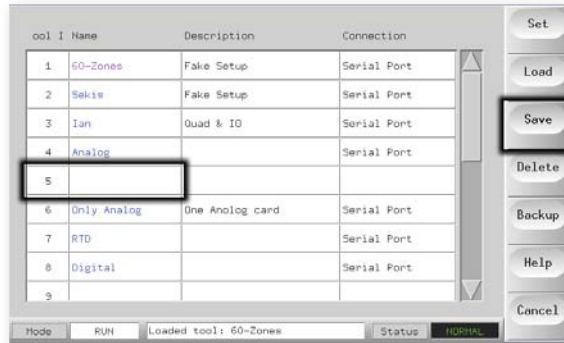 ool I Name Description Connection
1 60-Zones Fake Setup Serial Port
2 Sekis Fake Setup Serial Port
3 Ian Quad & IO Serial Port
4 Analog Serial Port
5
6 Only Analog One Anolog card Serial Port
7 RTD Serial Port
8 Digital Serial Port
9
Set
Load
Save
Delete
Backup
Help
Cancel
Mode RUN Loaded tool: 60-Zones Status NORMAL